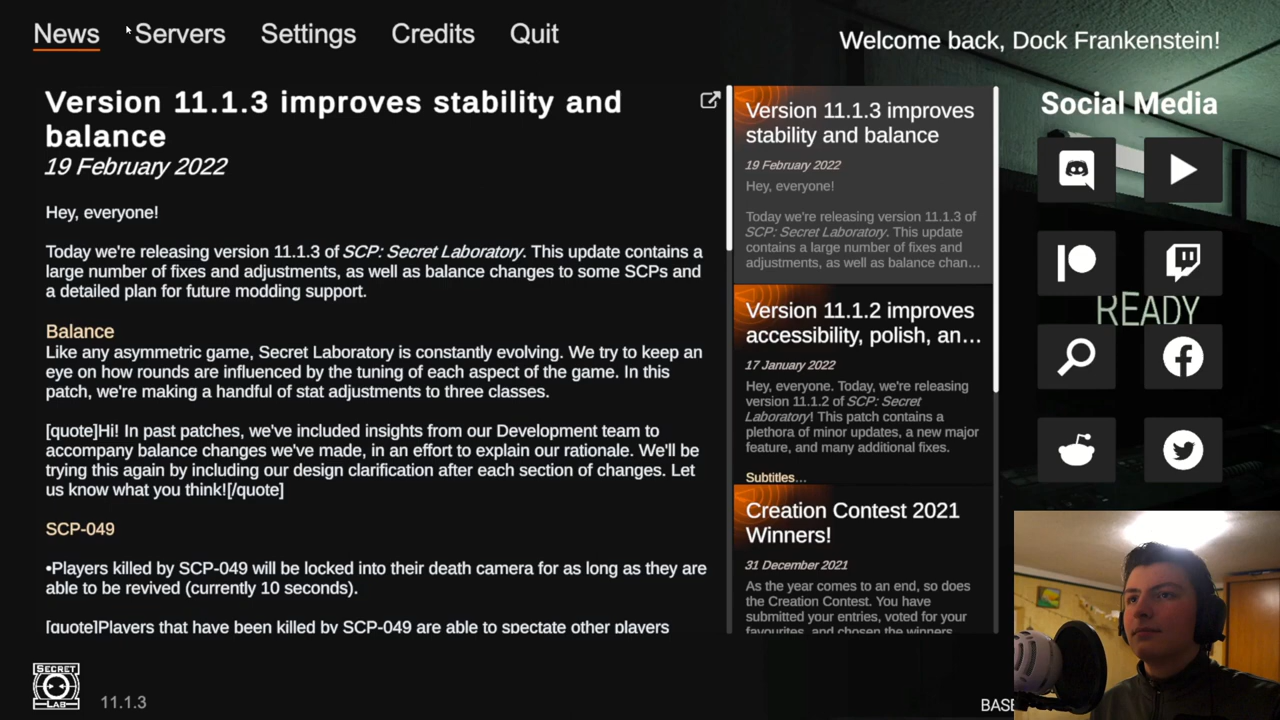 News
Servers
Settings
Credits
Quit
Welcome back, Dock Frankenstein!
Version 11.1.3 improves stability and
balance
19 February 2022
Hey, everyone!
Today we're releasing version 11.1.3 of SCP: Secret Laboratory. This update contains a
large number of fixes and adjustments, as well as balance changes to some SCPs and
a detailed plan for future modding support.
Balance
Like any asymmetric game, Secret Laboratory is constantly evolving. We try to keep an
eye on how rounds are influenced by the tuning of each aspect of the game. In this
patch, we're making a handful of stat adjustments to three classes.
[quote]Hi! In past patches, we've included insights from our Development team to
accompany balance changes we've made, in an effort to explain our rationale. We'll be
trying this again by including our design clarification after each section of changes. Let
us know what you think![/quote]
SCP-049
•Players killed by SCP-049 will be locked into their death camera for as long as they are
able to be revived (currently 10 seconds).
[quote]Players that have been killed by SCP-049 are able to spectate other players
Version 11.1.3 improves
stability and balance
19 February 2022
Hey, everyone!
Today we're releasing version 11.1.3 of
SCP: Secret Laboratory. This update
contains a large number of fixes and
adjustments, as well as balance chan...
Version 11.1.2 improves
accessibility, polish, an...
17 January 2022
Hey, everyone. Today, we're releasing
version 11.1.2 of SCP: Secret
Laboratory! This patch contains a
plethora of minor updates, a new major
feature, and many additional fixes.
Subtitles...
Creation Contest 2021
Winners!
31 December 2021
As the year comes to an end, so does
the Creation Contest. You have
submitted your entries, voted for your
favourites, and chosen the winners
Social Media
READY
SECRET
LAB
11.1.3
BASE